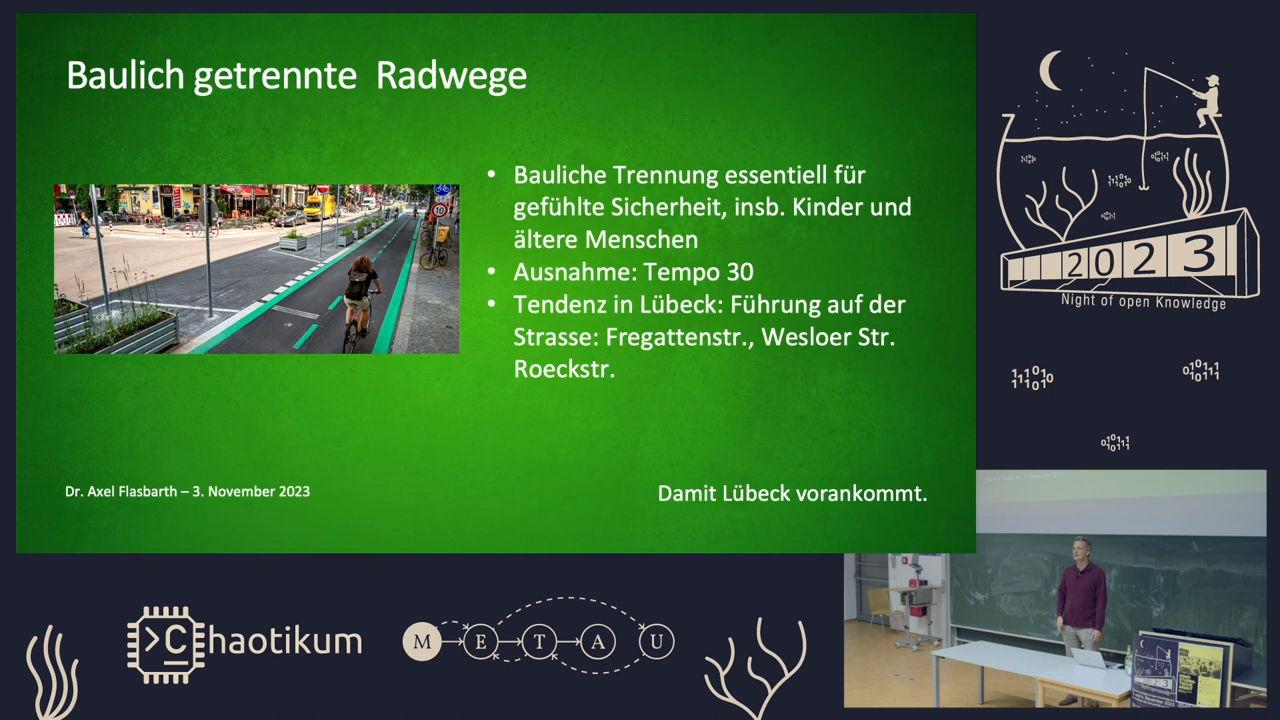 Baulich getrennte Radwege
• Bauliche Trennung essentiell für
gefühlte Sicherheit, insb. Kinder und
ältere Menschen
• Ausnahme: Tempo 30
• Tendenz in Lübeck: Führung auf der
Strasse: Fregattenstr., Wesloer Str.
Roeckstr.
Dr. Axel Flasbarth – 3. November 2023
Damit Lübeck vorankommt.
2023
Night of open Knowledge
>C haotikum
M E T A U